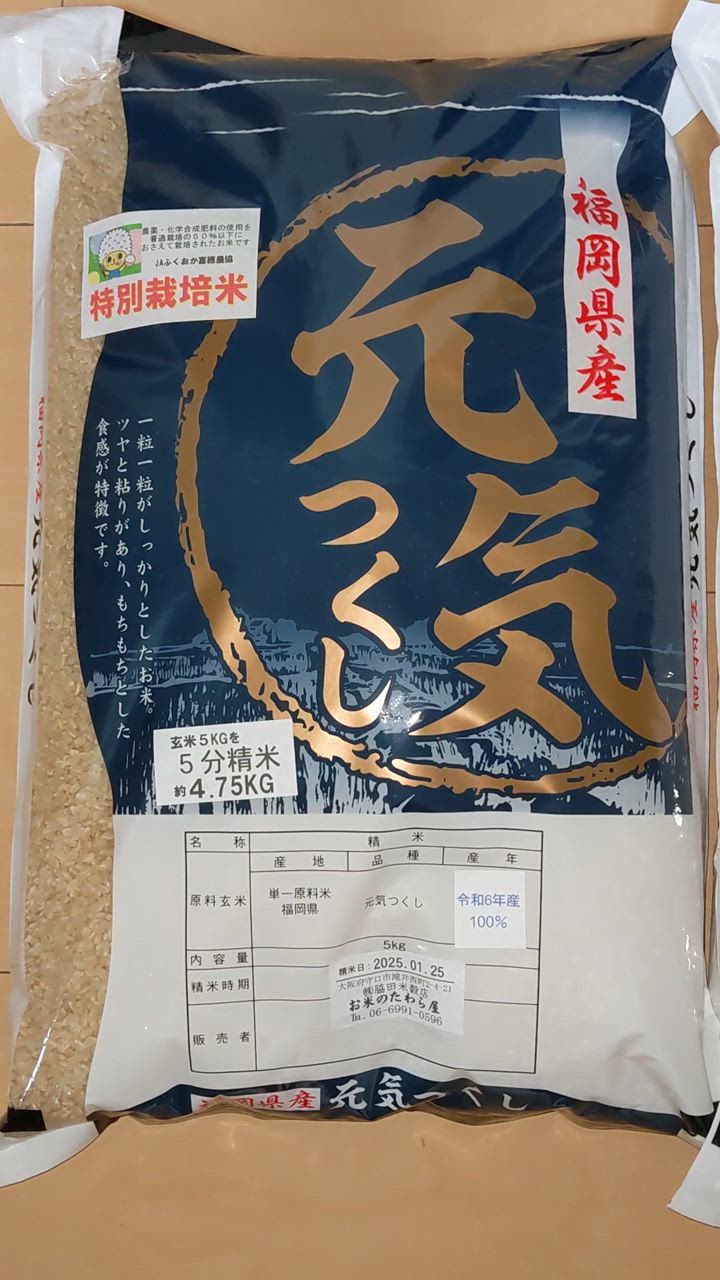 福岡県産
元気
つくし
農薬・化学合成肥料の使用を
普通栽培の50%以下に
おさえて栽培されたお米です
JAふくおか嘉穂農協
特別栽培米
一粒一粒がしっかりとしたお米。
ツヤと粘りがあり、もちもちとした
食感が特徴です。
玄米5KGを
5分精米
約4.75KG
名称 精米
原料玄米 産地 品種 産年
単一原料米 元気つくし 令和6年産
福岡県 100%
内容量 5kg
精米時期 精米日:2025.01.25
販売者 大阪府守口市滝井西町2-4-21
㈱脇田米穀店
お米のたわら屋
TEL.06-6991-0596
福岡県産 元気つくし